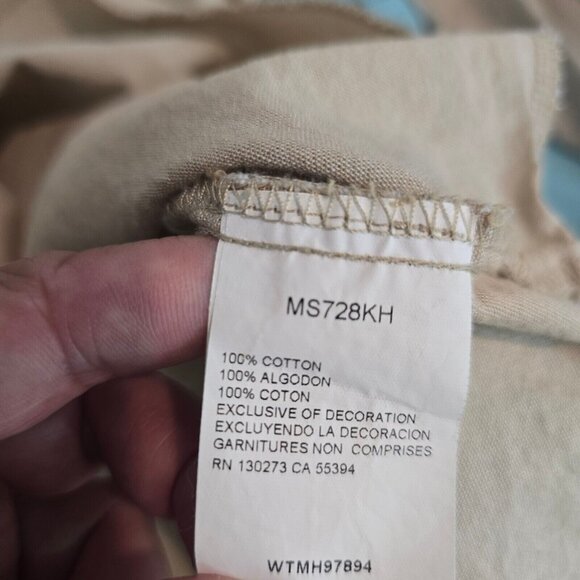 MS728KH
100% COTTON
100% ALGODON
100% COTON
EXCLUSIVE OF DECORATION
EXCLUYENDO LA DECORACION
GARNITURES NON COMPRISES
RN 130273 CA 55394
WTMH97894